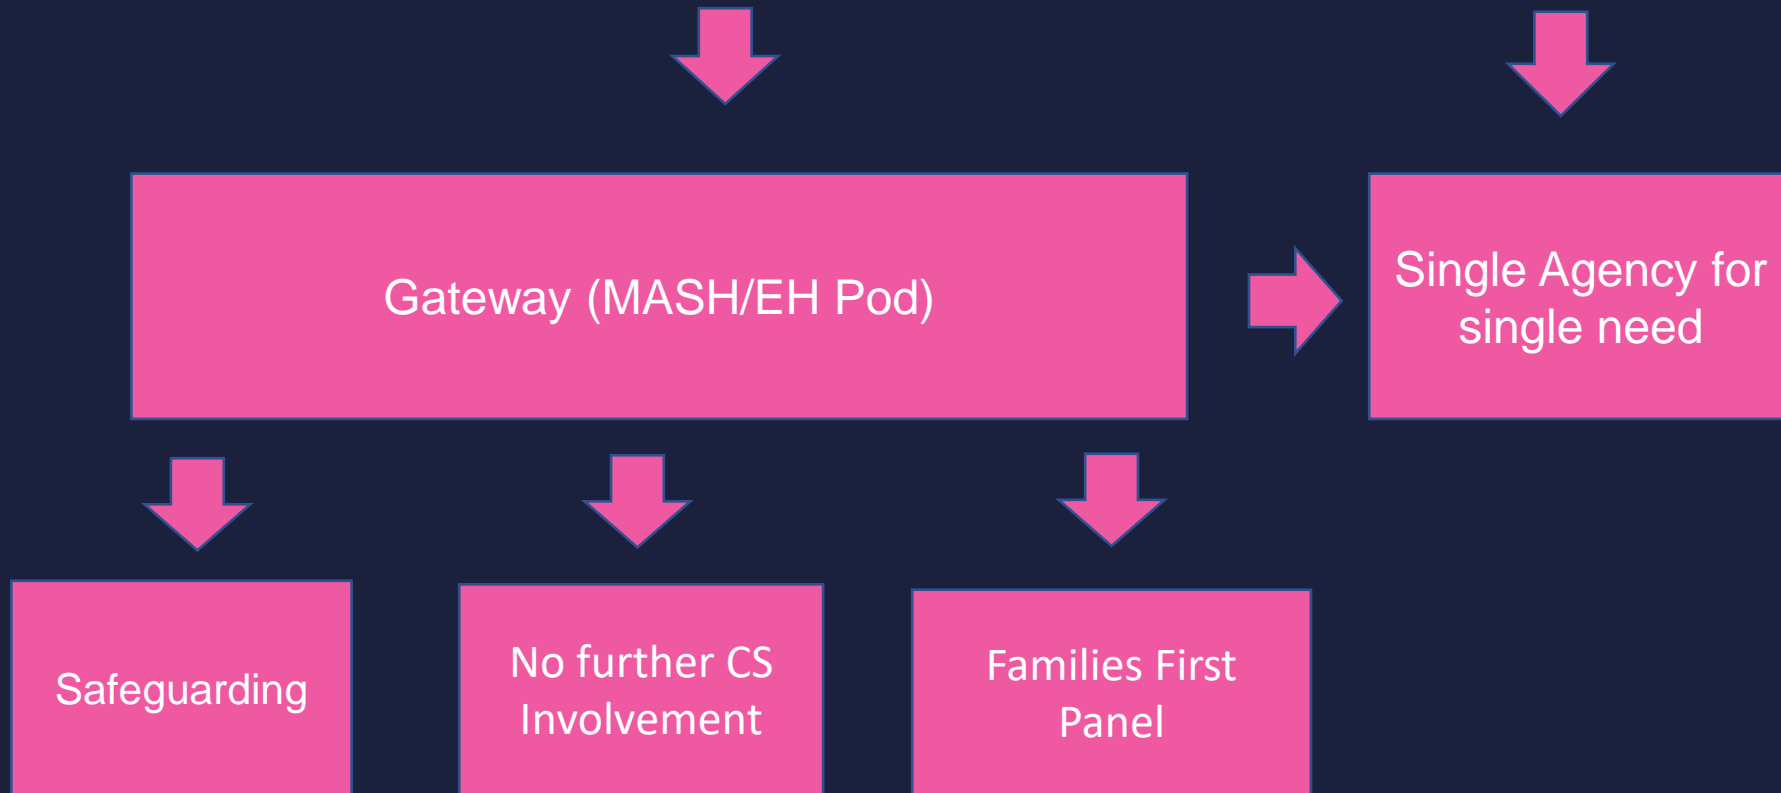 Gateway (MASH/EH Pod)
Single Agency for
single need
Safeguarding
No further CS
Involvement
Families First
Panel